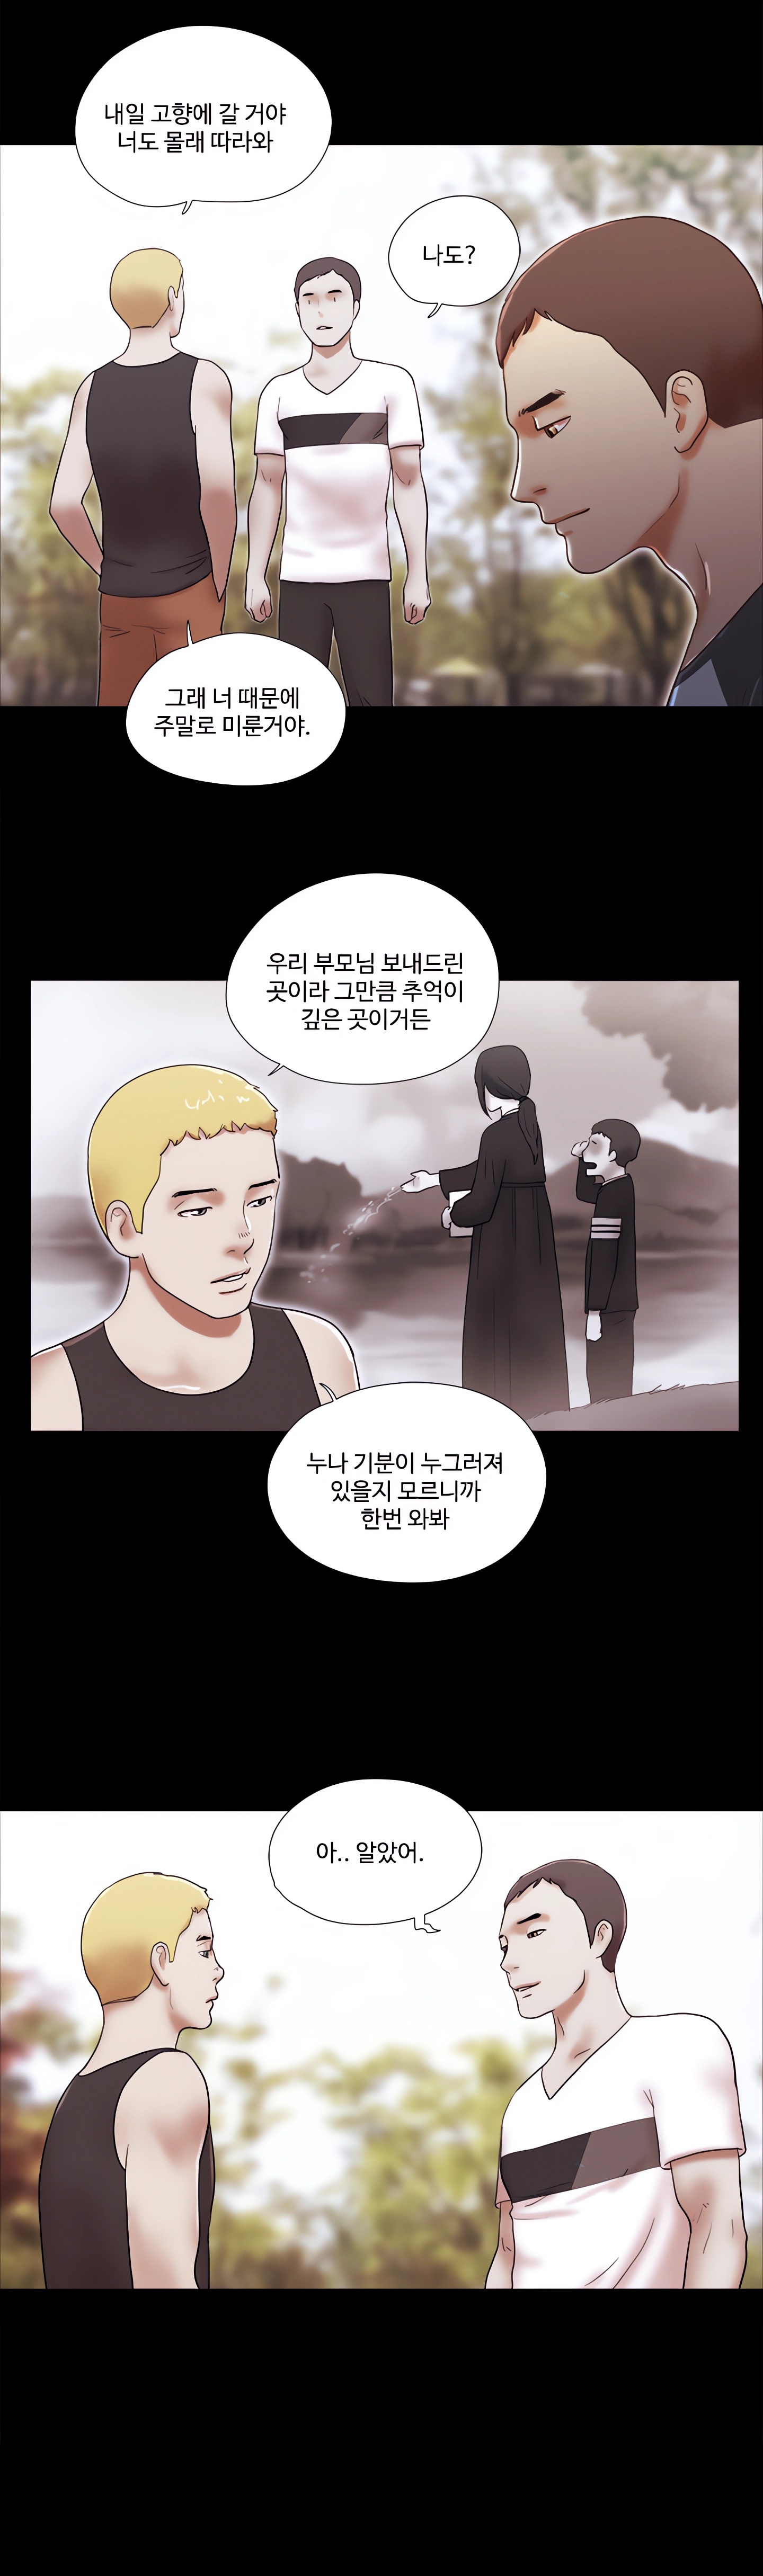 내일 고향에 갈 거야
너도 몰래 따라와
나도?
그래 너 때문에
주말로 미룬거야.
우리 부모님 보내드린
곳이라 그만큼 추억이
깊은 곳이거든
누나 기분이 누그러져
있을지 모르니까
한번 와봐
아.. 알았어.